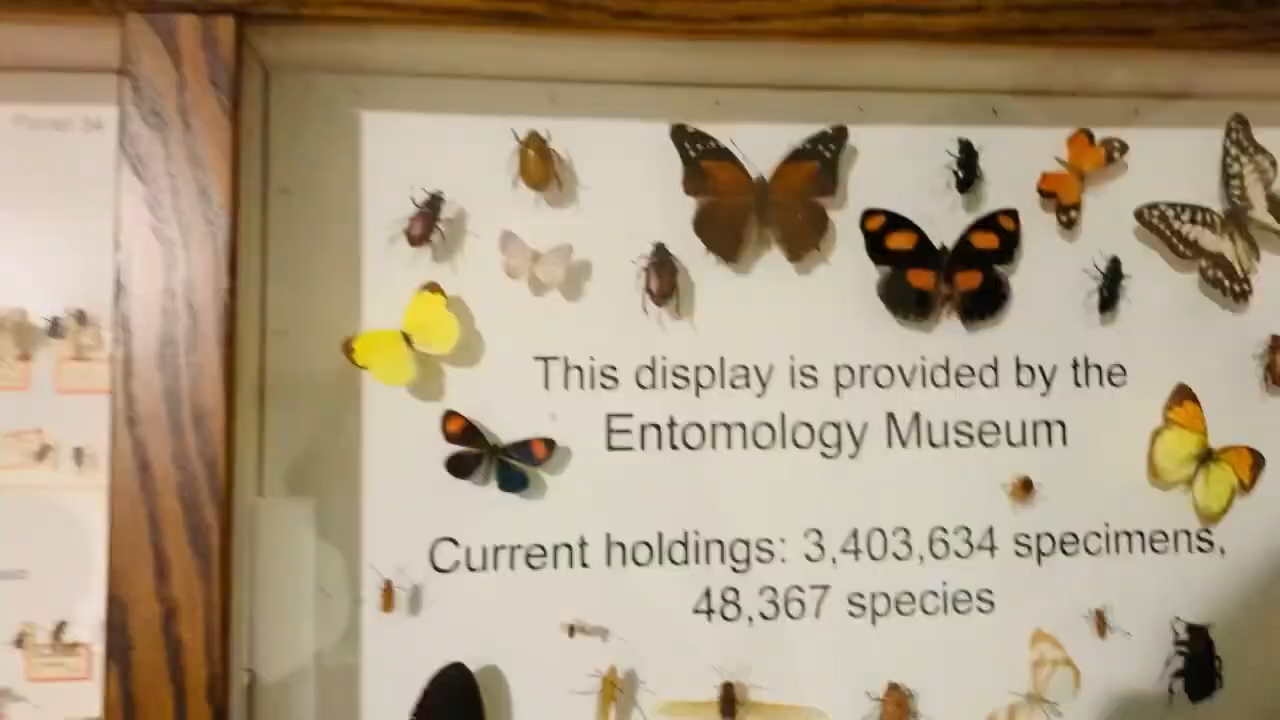 This display is provided by the
Entomology Museum
Current holdings: 3,403,634 specimens,
48,367 species